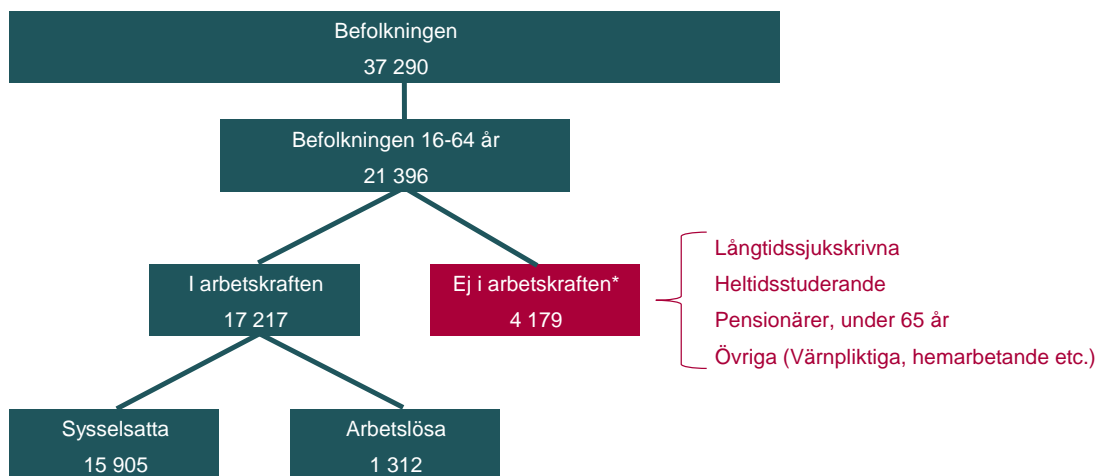 Befolkningen
37 290
Befolkningen 16-64 år
21 396
I arbetskraften
17 217
Ej i arbetskraften*
4 179
Långtidssjukskrivna
Heltidsstuderande
Pensionärer, under 65 år
Övriga (Värnpliktiga, hemarbetande etc.)
Sysselsatta
15 905
Arbetslösa
1 312